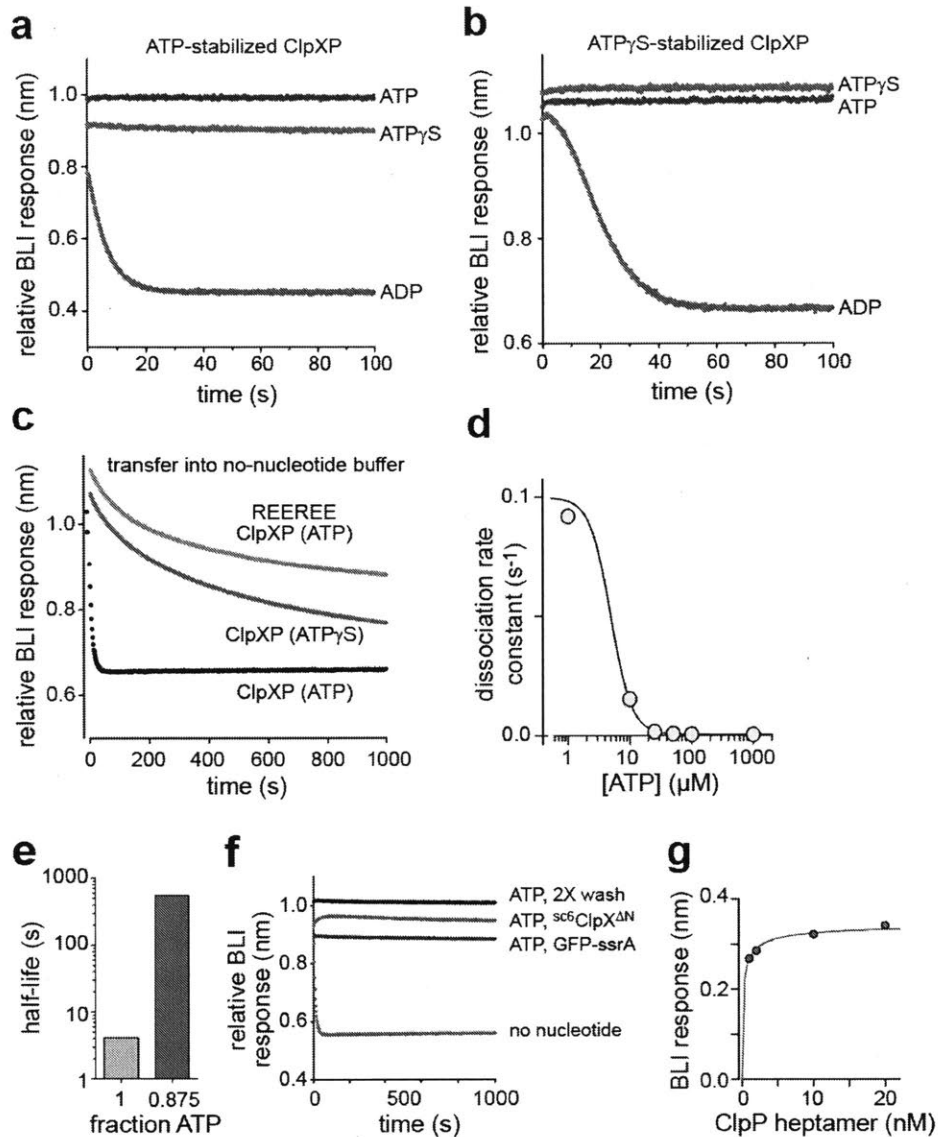 a
ATP-stabilized ClpXP
relative BLI response (nm)
1.0
0.8
0.6
0.4
ATP
ATPγS
ADP
0 20 40 60 80 100
time (s)
b
ATPγS-stabilized ClpXP
relative BLI response (nm)
1.0
0.8
0.6
ATPγS
ATP
ADP
0 20 40 60 80 100
time (s)
c
transfer into no-nucleotide buffer
relative BLI response (nm)
1.0
0.8
0.6
REEREE
ClpXP (ATP)
ClpXP (ATPγS)
ClpXP (ATP)
0 200 400 600 800 1000
time (s)
d
dissociation rate
constant (s⁻¹)
0.1
0.0
1 10 100 1000
[ATP] (µM)
e
half-life (s)
1000
100
10
1
1 0.875
fraction ATP
f
relative BLI
response (nm)
1.0
0.8
0.6
0.4
ATP, 2X wash
ATP, sc6ClpXΔN
ATP, GFP-ssrA
no nucleotide
0 500 1000
time (s)
g
BLI response (nm)
0.4
0.2
0.0
0 10 20
ClpP heptamer (nM)